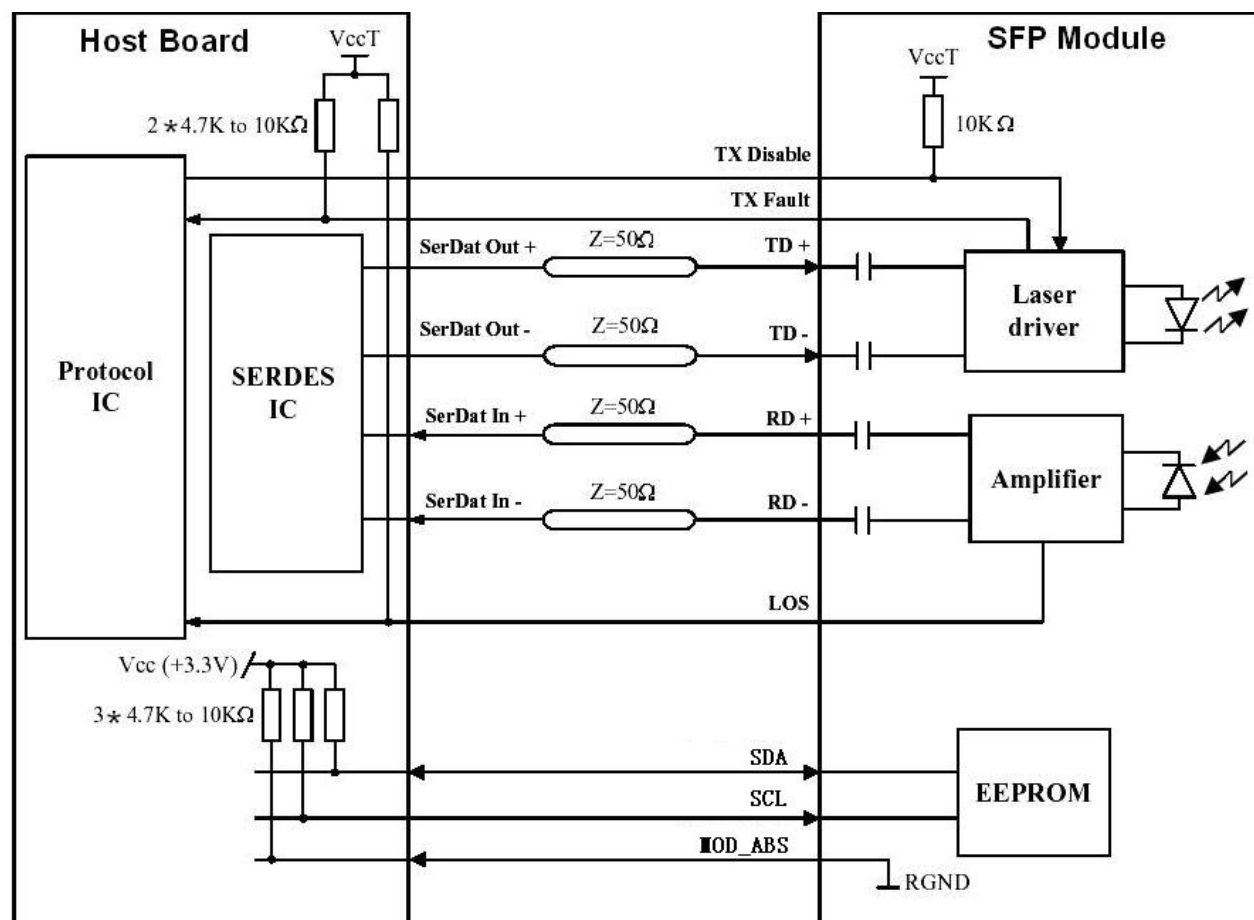 Host Board
SFP Module
VccT
VccT
2*4.7K to 10KΩ
10KΩ
TX Disable
TX Fault
SerDat Out +
Z=50Ω
TD +
Laser
driver
SerDat Out -
Z=50Ω
TD -
Protocol
IC
SERDES
IC
SerDat In +
Z=50Ω
RD +
Amplifier
SerDat In -
Z=50Ω
RD -
LOS
Vcc (+3.3V)
3*4.7K to 10KΩ
SDA
EEPROM
SCL
MOD_ABS
RGND